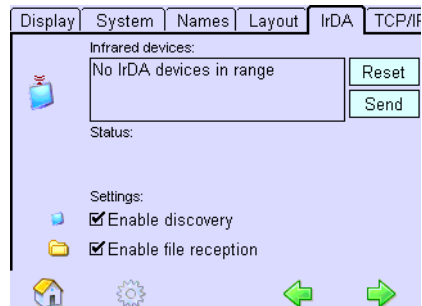 Display System Names Layout IrDA TCP/IP
Infrared devices:
No IrDA devices in range
Reset
Send
Status:
Settings:
Enable discovery
Enable file reception